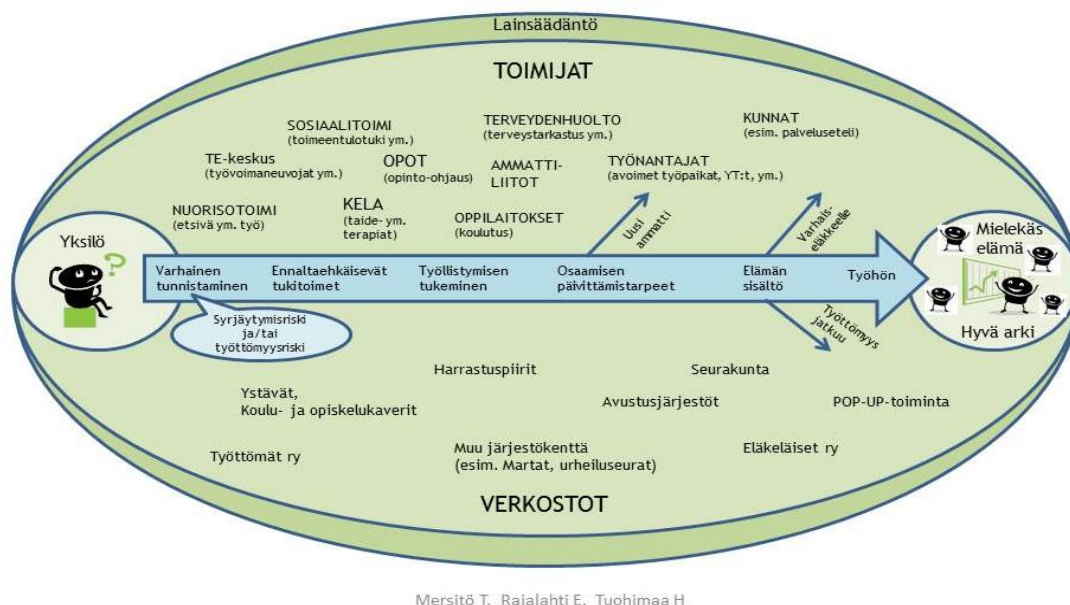 Lainsäädäntö
TOIMIJAT
SOSIAALITOIMI
(toimeentulotuki ym.)
TERVEYDENHUOLTO
(terveystarkastus ym.)
KUNNAT
(esim. palveluseteli)
TE-keskus
(työvoimaneuvojat ym.)
OPOT
(opinto-ohjaus)
AMMATTI-
LIITOT
TYÖNANTAJAT
(avoimet työpaikat, YT:t, ym.)
NUORISOTOIMI
(etsivä ym. työ)
KELA
(taide- ym.
terapiat)
OPPILAITOKSET
(koulutus)
Uusi
ammatti
Varhais-
eläkkeelle
Yksilö
?
Varhainen
tunnistaminen
Ennaltaehkäisevät
tukitoimet
Työllistymisen
tukeminen
Osaamisen
päivittämistarpeet
Elämän
sisältö
Työhön
Mielekäs
elämä
Hyvä arki
Syrjäytymisriski
ja/tai
työttömyysriski
Työttömyys
jatkuu
Harrastuspiirit
Seurakunta
Ystävät,
Koulu- ja opiskelukaverit
Avustusjärjestöt
POP-UP-toiminta
Työttömät ry
Muu järjestökenttä
(esim. Martat, urheiluseurat)
Eläkeläiset ry
VERKOSTOT
Mersitö T, Rajalahti E, Tuohimaa H